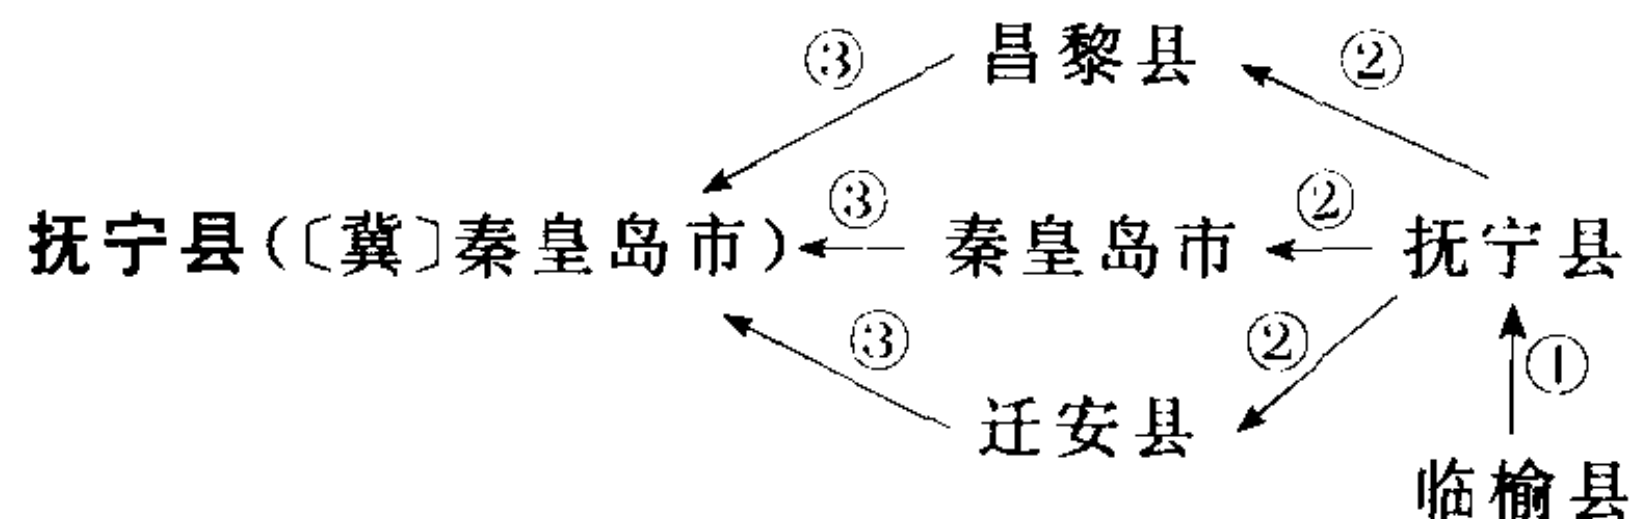 ③ 昌黎县 ②
抚宁县(〔冀〕秦皇岛市) ③ 秦皇岛市 ② 抚宁县
③ ② ①
迁安县
临榆县